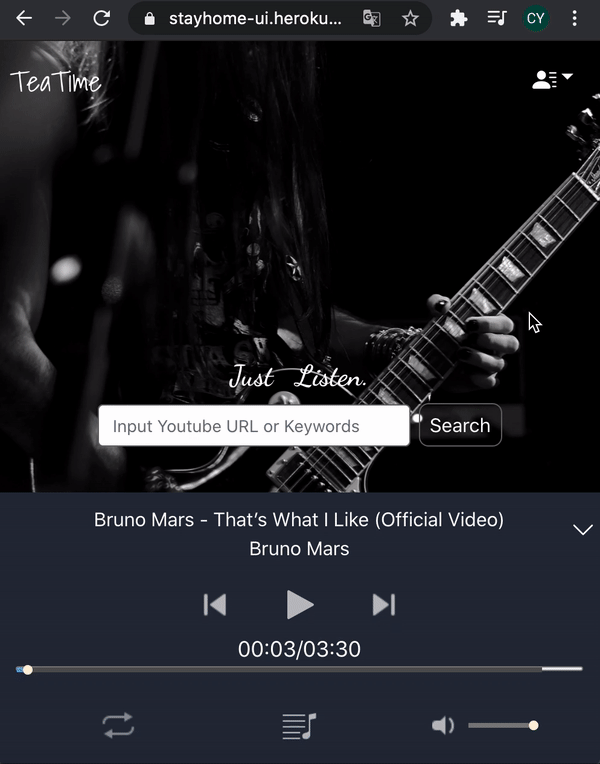 stayhome-ui.heroku...
CY
TeaTime
Just Listen.
Input Youtube URL or Keywords
Search
Bruno Mars - That’s What I Like (Official Video)
Bruno Mars
00:03/03:30